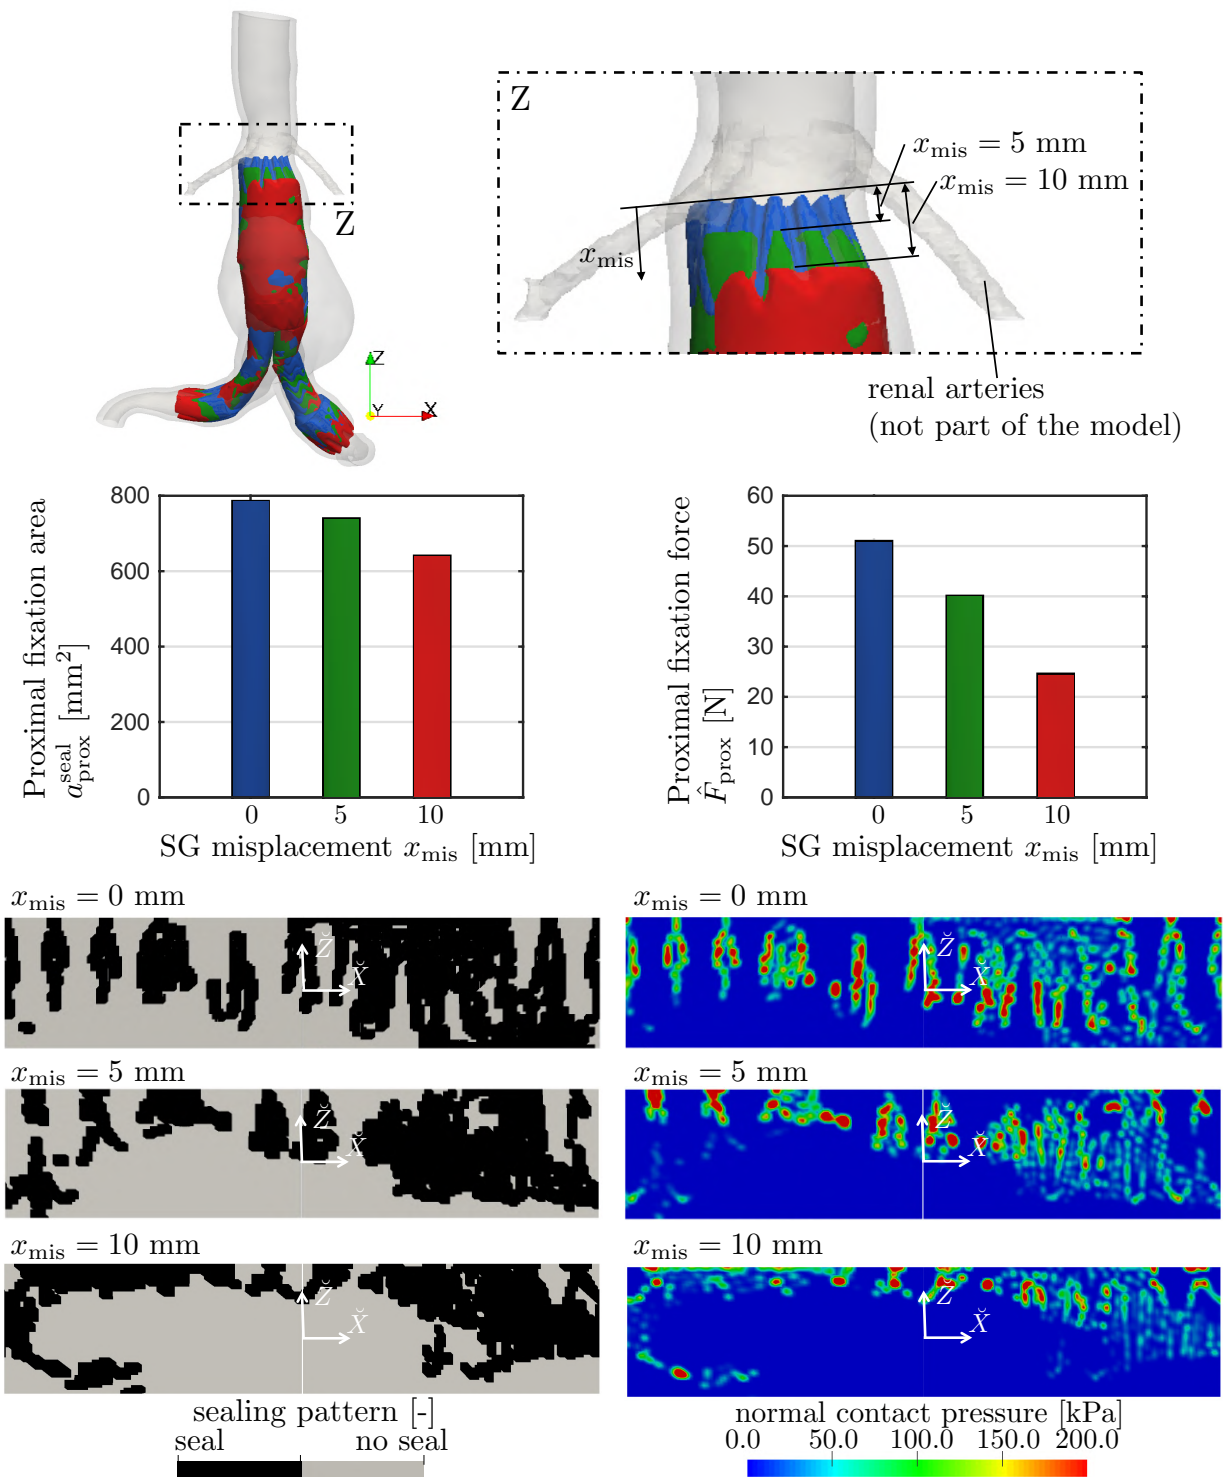 Z
Z
x_mis = 5 mm
x_mis = 10 mm
x_mis
Z
Y
X
renal arteries
(not part of the model)
Proximal fixation area
a^seal_prox [mm²]
800
600
400
200
0
0 5 10
SG misplacement x_mis [mm]
Proximal fixation force
F̂_prox [N]
60
50
40
30
20
10
0
0 5 10
SG misplacement x_mis [mm]
x_mis = 0 mm
Z̆
X̆
x_mis = 0 mm
Z̆
X̆
x_mis = 5 mm
Z̆
X̆
x_mis = 5 mm
Z̆
X̆
x_mis = 10 mm
Z̆
X̆
x_mis = 10 mm
Z̆
X̆
sealing pattern [-]
seal no seal
normal contact pressure [kPa]
0.0 50.0 100.0 150.0 200.0